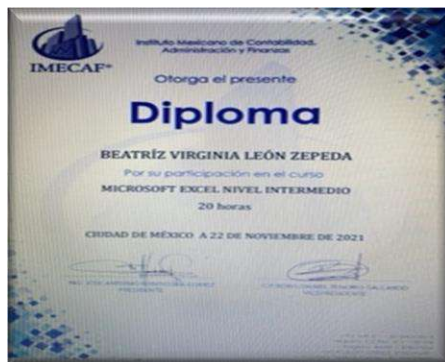 IMECAF
Instituto Mexicano de Contabilidad,
Administración y Finanzas
Otorga el presente
Diploma
BEATRÍZ VIRGINIA LEÓN ZEPEDA
Por su participación en el curso
MICROSOFT EXCEL NIVEL INTERMEDIO
20 horas
CIUDAD DE MÉXICO A 22 DE NOVIEMBRE DE 2021
PRESIDENTE
VICEPRESIDENTE